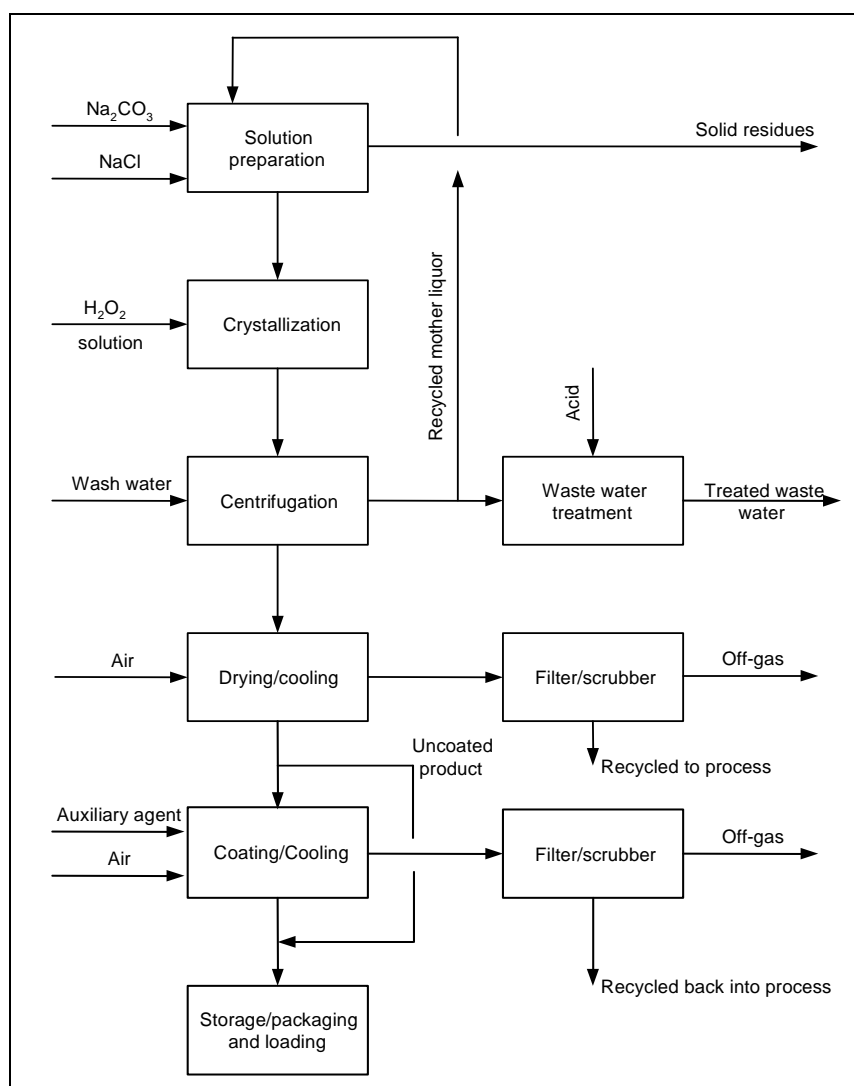 Na₂CO₃
Solution
preparation
Solid residues
NaCl
Recycled mother liquor
H₂O₂
solution
Crystallization
Acid
Wash water
Centrifugation
Waste water
treatment
Treated waste
water
Air
Drying/cooling
Filter/scrubber
Off-gas
Uncoated
product
Recycled to process
Auxiliary agent
Air
Coating/Cooling
Filter/scrubber
Off-gas
Recycled back into process
Storage/packaging
and loading